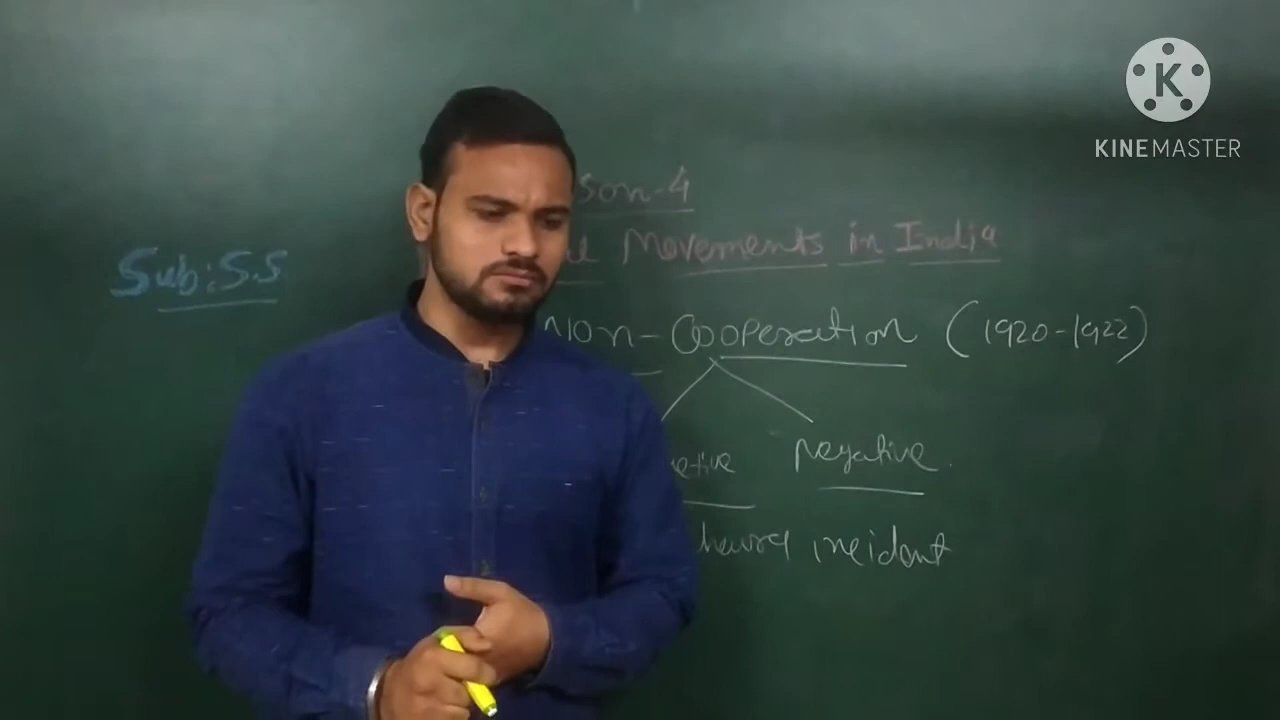 KINEMASTER
son-4
Movements in India
Sub: S.S
Non-Cooperation (1920-1922)
negative.
incident